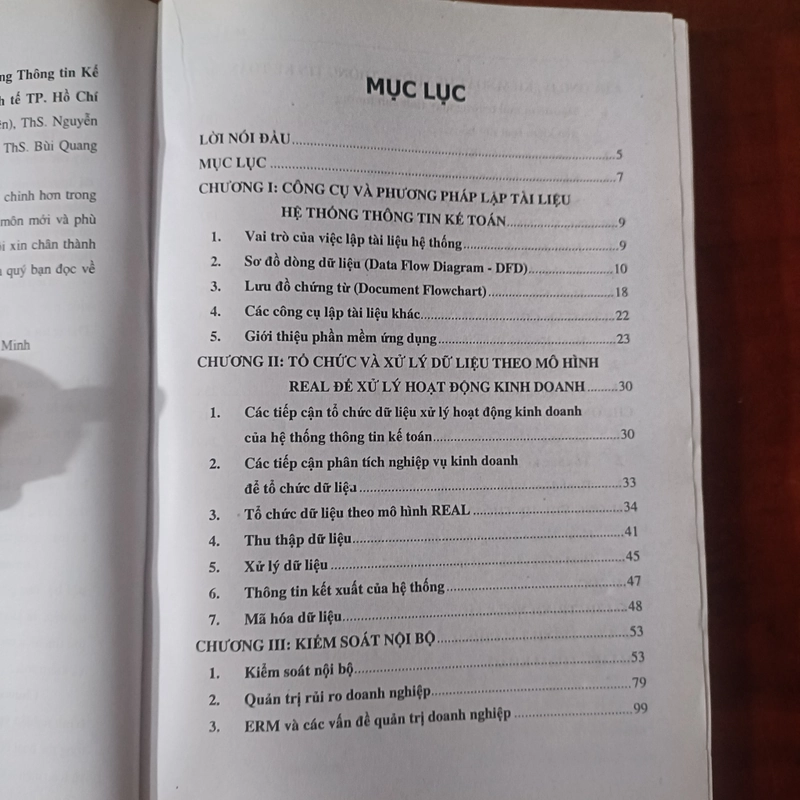 ng Thông tin Kế
h tế TP. Hồ Chí
ên), ThS. Nguyễn
ThS. Bùi Quang
chỉnh hơn trong
môn mới và phù
ôi xin chân thành
quý bạn đọc về
Minh
MỤC LỤC
LỜI NÓI ĐẦU 5
MỤC LỤC 7
CHƯƠNG I: CÔNG CỤ VÀ PHƯƠNG PHÁP LẬP TÀI LIỆU
HỆ THỐNG THÔNG TIN KẾ TOÁN 9
1. Vai trò của việc lập tài liệu hệ thống 9
2. Sơ đồ dòng dữ liệu (Data Flow Diagram - DFD) 10
3. Lưu đồ chứng từ (Document Flowchart) 18
4. Các công cụ lập tài liệu khác 22
5. Giới thiệu phần mềm ứng dụng 23
CHƯƠNG II: TỔ CHỨC VÀ XỬ LÝ DỮ LIỆU THEO MÔ HÌNH
REAL ĐỂ XỬ LÝ HOẠT ĐỘNG KINH DOANH 30
1. Các tiếp cận tổ chức dữ liệu xử lý hoạt động kinh doanh
của hệ thống thông tin kế toán 30
2. Các tiếp cận phân tích nghiệp vụ kinh doanh
để tổ chức dữ liệu 33
3. Tổ chức dữ liệu theo mô hình REAL 34
4. Thu thập dữ liệu 41
5. Xử lý dữ liệu 45
6. Thông tin kết xuất của hệ thống 47
7. Mã hóa dữ liệu 48
CHƯƠNG III: KIỂM SOÁT NỘI BỘ 53
1. Kiểm soát nội bộ 53
2. Quản trị rủi ro doanh nghiệp 79
3. ERM và các vấn đề quản trị doanh nghiệp 99